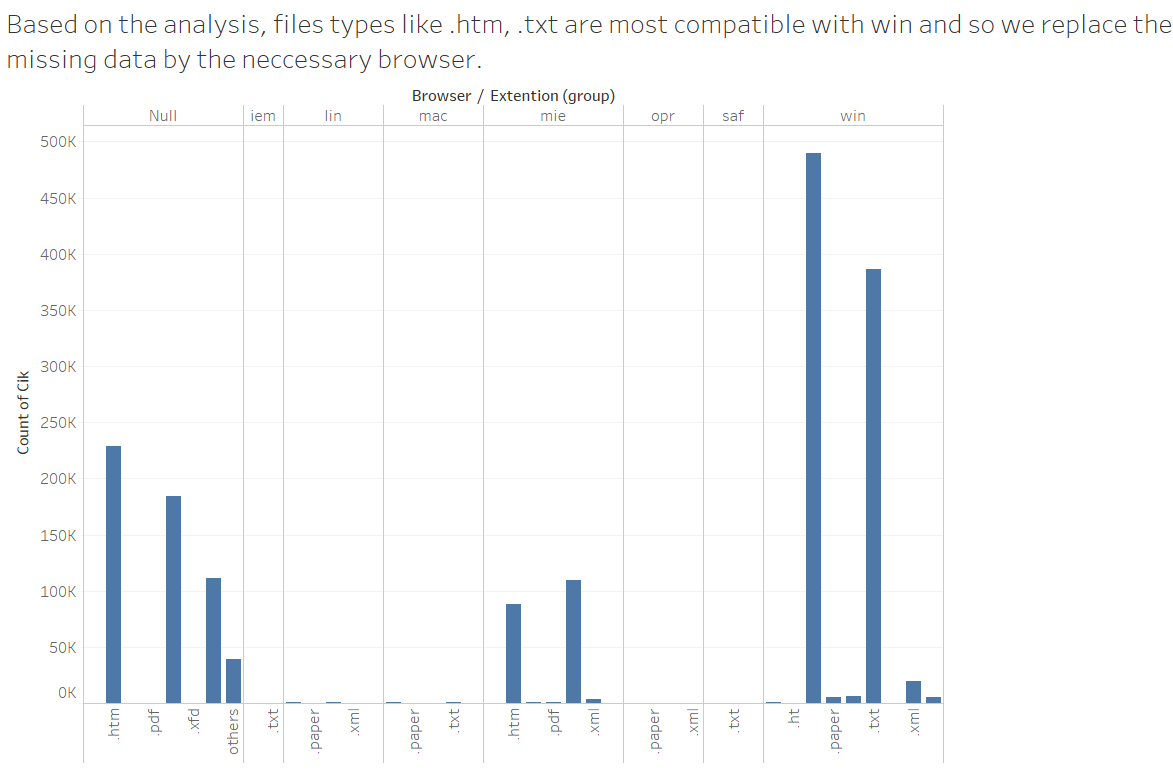 Based on the analysis, files types like .htm, .txt are most compatible with win and so we replace the
missing data by the neccessary browser.
Browser / Extention (group)
Null iem lin mac mie opr saf win
500K
450K
400K
350K
300K
250K
200K
150K
100K
50K
0K
Count of Cik
.htm .pdf .xfd others .txt .paper .xml .paper .txt .htm .pdf .xml .paper .xml .txt .ht .paper .txt .xml